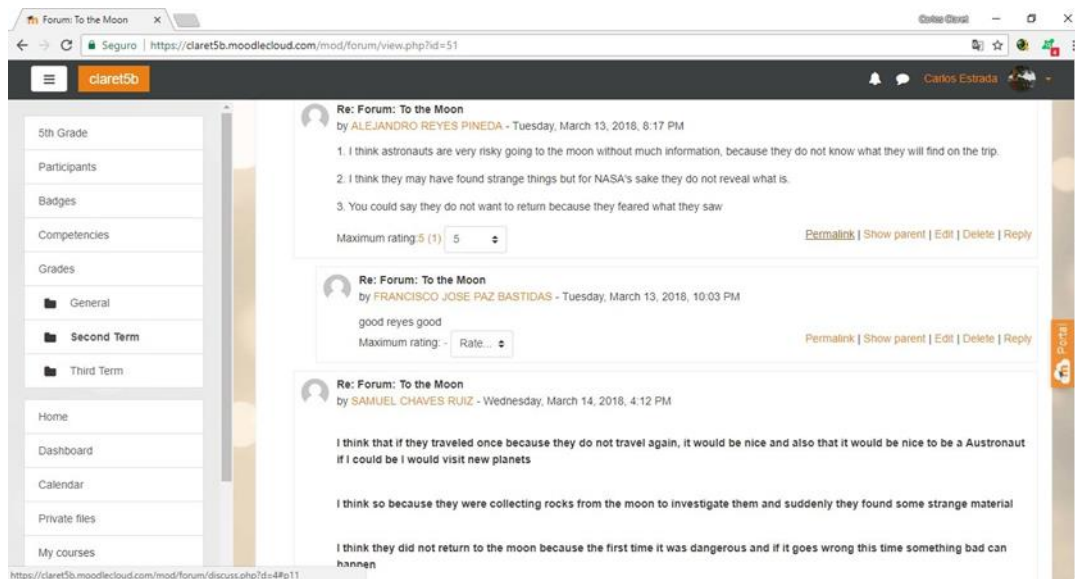 Forum: To the Moon
Carlos Claret
Seguro | https://claret5b.moodlecloud.com/mod/forum/view.php?id=51
claret5b
Carlos Estrada
5th Grade
Participants
Badges
Competencies
Grades
General
Second Term
Third Term
Home
Dashboard
Calendar
Private files
My courses
Re: Forum: To the Moon
by ALEJANDRO REYES PINEDA - Tuesday, March 13, 2018, 8:17 PM
1. I think astronauts are very risky going to the moon without much information, because they do not know what they will find on the trip.
2. I think they may have found strange things but for NASA's sake they do not reveal what is.
3. You could say they do not want to return because they feared what they saw
Maximum rating:5 (1) 5
Permalink | Show parent | Edit | Delete | Reply
Re: Forum: To the Moon
by FRANCISCO JOSE PAZ BASTIDAS - Tuesday, March 13, 2018, 10:03 PM
good reyes good
Maximum rating: - Rate...
Permalink | Show parent | Edit | Delete | Reply
Re: Forum: To the Moon
by SAMUEL CHAVES RUIZ - Wednesday, March 14, 2018, 4:12 PM
I think that if they traveled once because they do not travel again, it would be nice and also that it would be nice to be a Austronaut
if I could be I would visit new planets
I think so because they were collecting rocks from the moon to investigate them and suddenly they found some strange material
I think they did not return to the moon because the first time it was dangerous and if it goes wrong this time something bad can
happen
Portal
https://claret5b.moodlecloud.com/mod/forum/discuss.php?d=4#p11